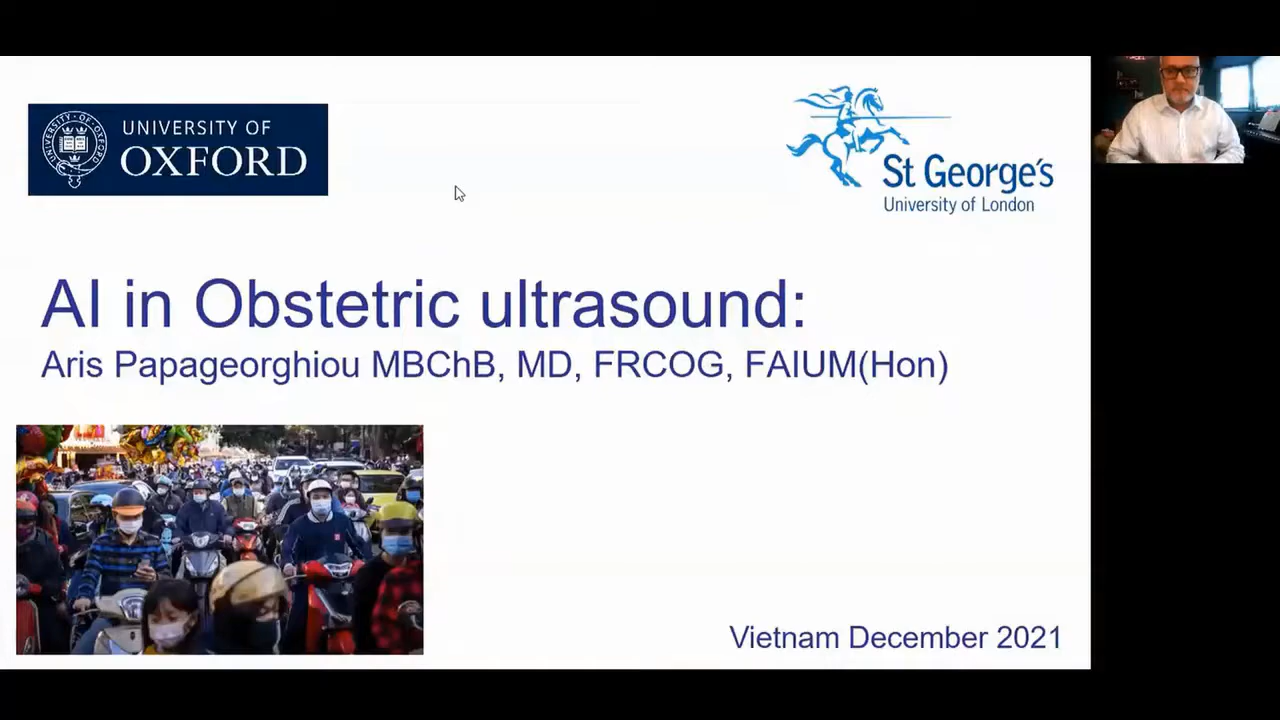 UNIVERSITY OF
OXFORD
St George's
University of London
AI in Obstetric ultrasound:
Aris Papageorghiou MBChB, MD, FRCOG, FAIUM(Hon)
Vietnam December 2021